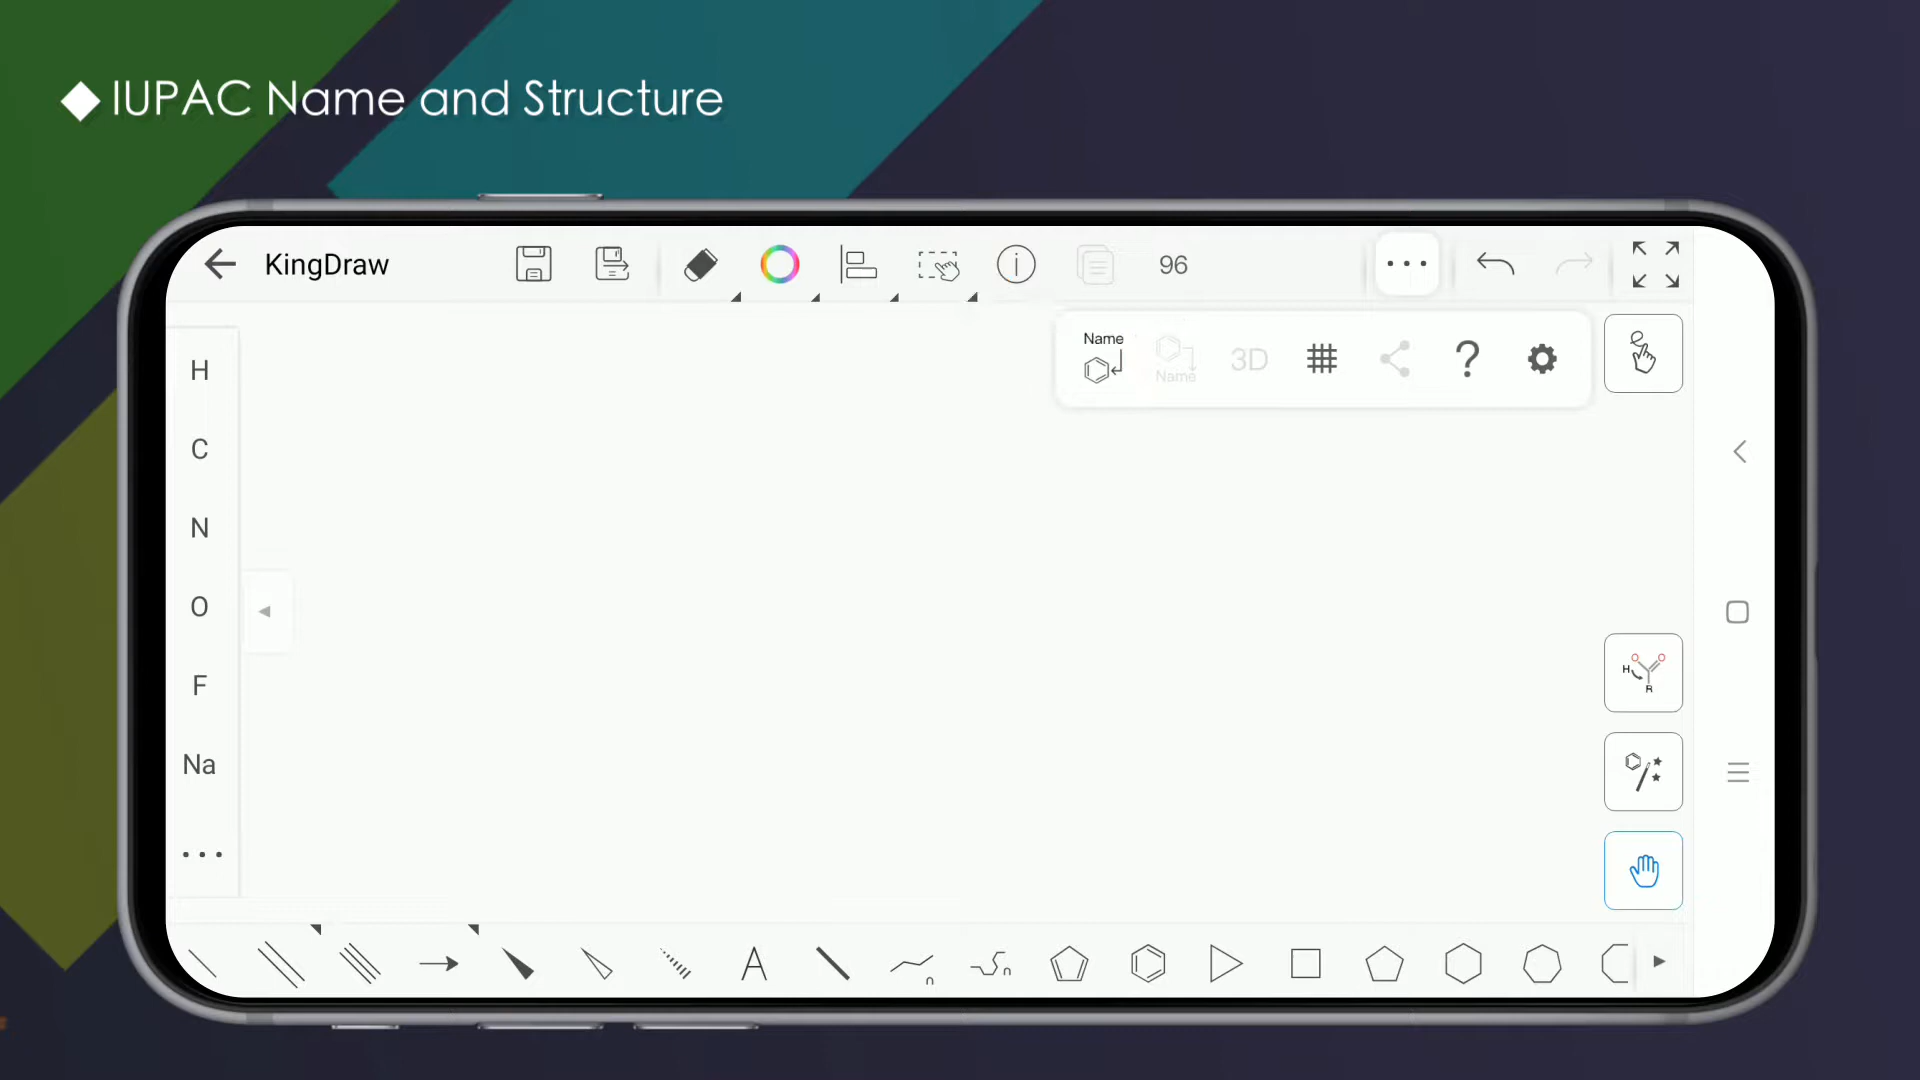 IUPAC Name and Structure
KingDraw
96
Name
Name
3D
?
H
C
N
O
F
Na
H O O
R
A
n
n